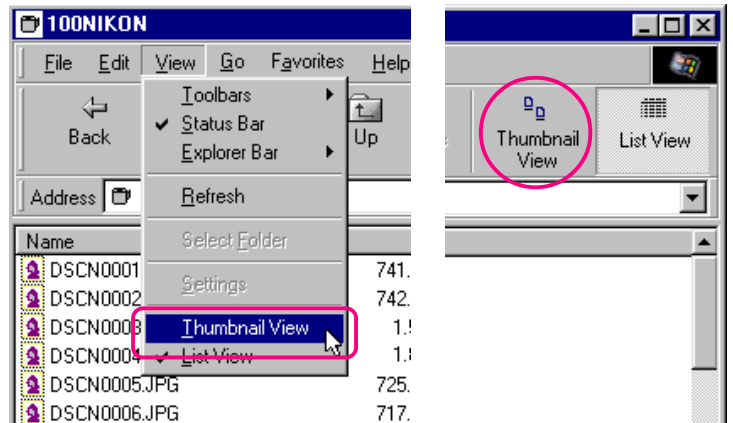 100NIKON
File Edit View Go Favorites Help
Back
Up
Thumbnail
View
List View
Toolbars
Status Bar
Explorer Bar
Refresh
Select Folder
Settings
Thumbnail View
List View
Address
Name
DSCN0001 741.
DSCN0002 742.
DSCN0003 1.
DSCN0004 1.
DSCN0005.JPG 725.
DSCN0006.JPG 717.